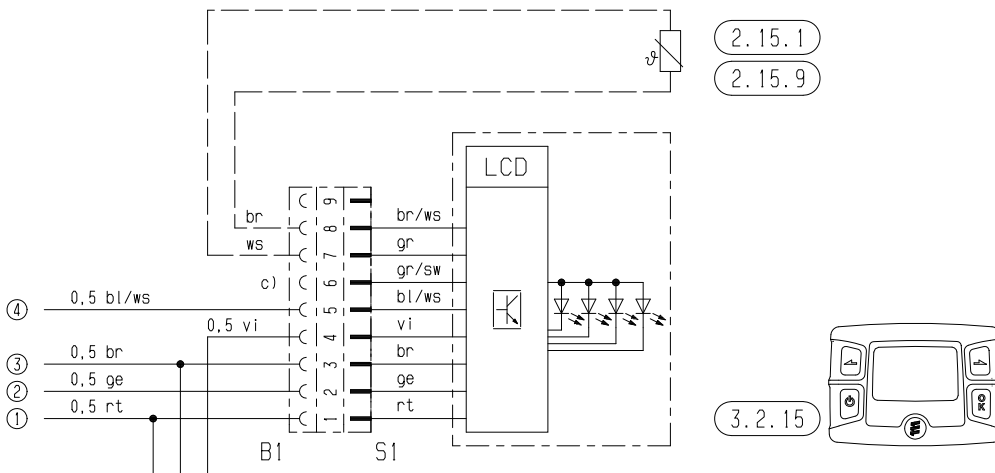 2.15.1
ϑ
2.15.9
LCD
9
br 8 br/ws
ws 7 gr
c) 6 gr/sw
④ 0,5 bl/ws 5 bl/ws
0,5 vi 4 vi
③ 0,5 br 3 br
② 0,5 ge 2 ge
① 0,5 rt 1 rt
B1 S1
3.2.15
OK